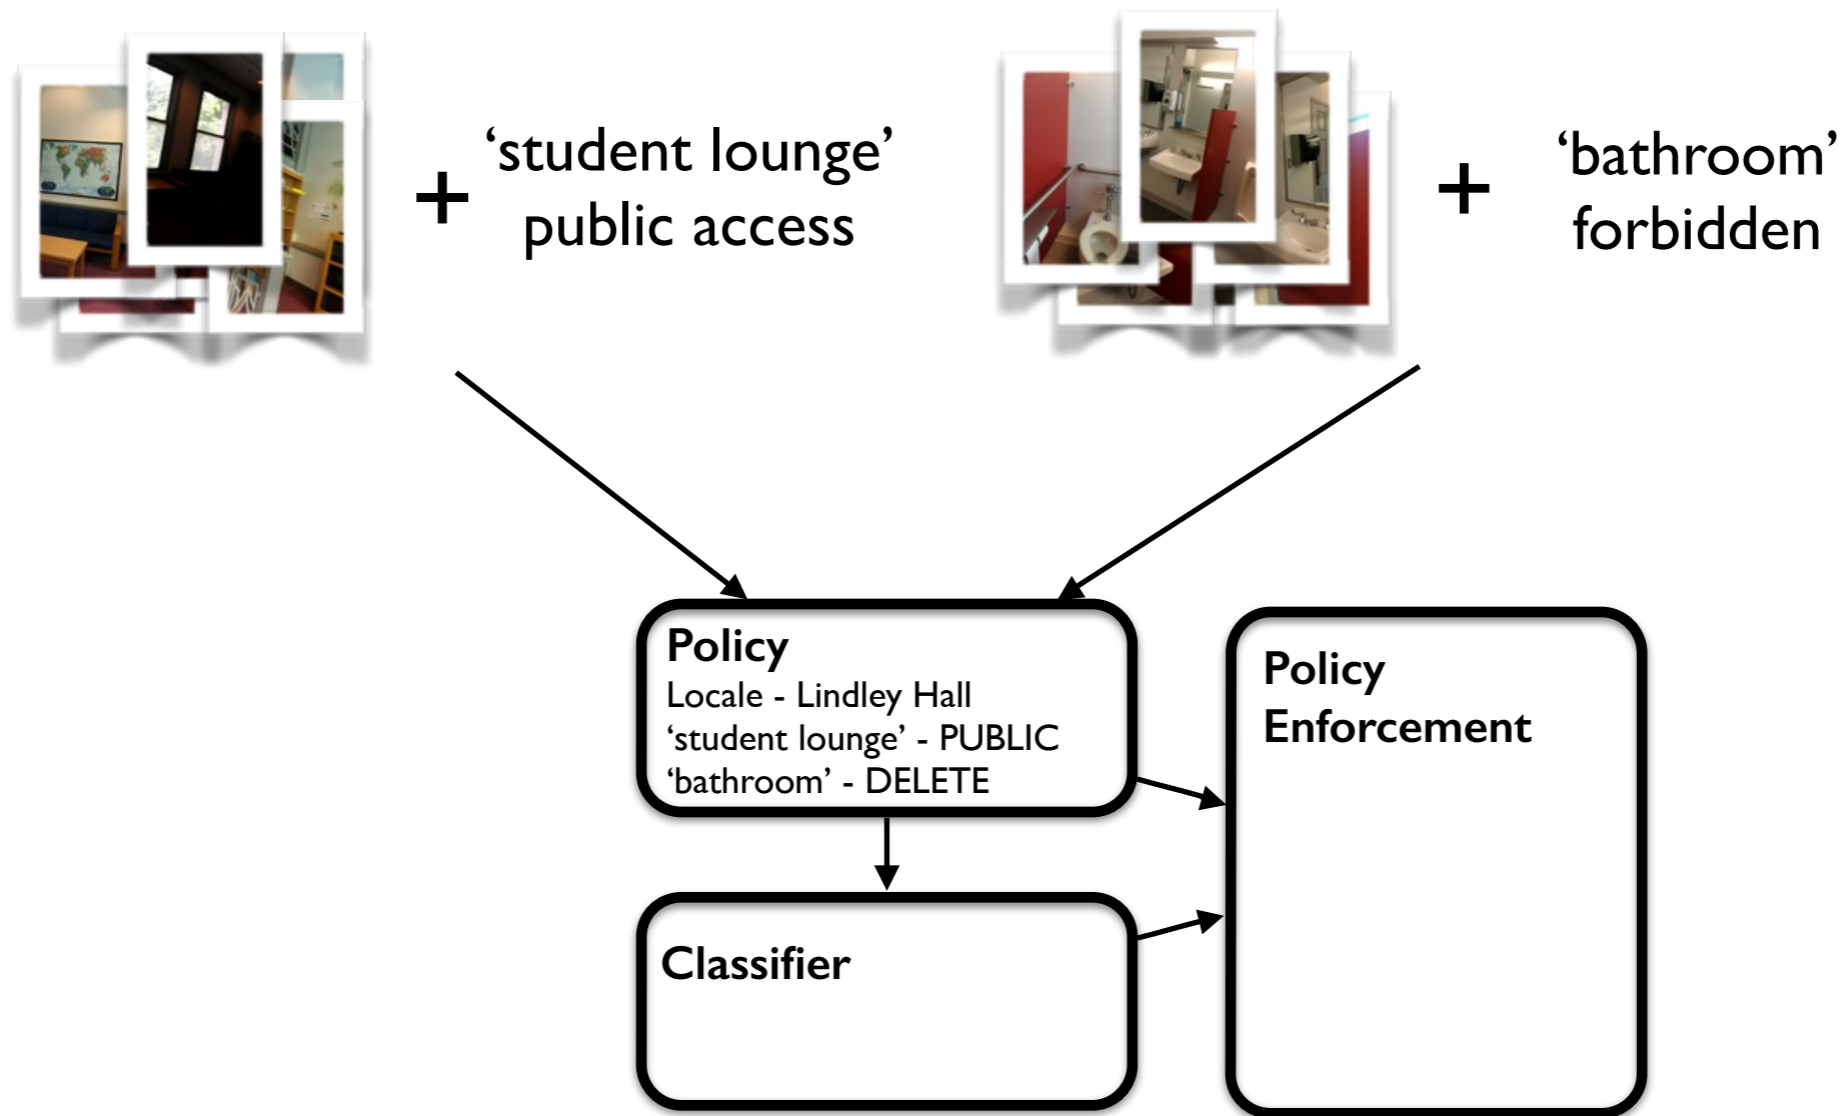 +
‘student lounge’
public access
+
‘bathroom’
forbidden
Policy
Locale - Lindley Hall
‘student lounge’ - PUBLIC
‘bathroom’ - DELETE
Policy
Enforcement
Classifier